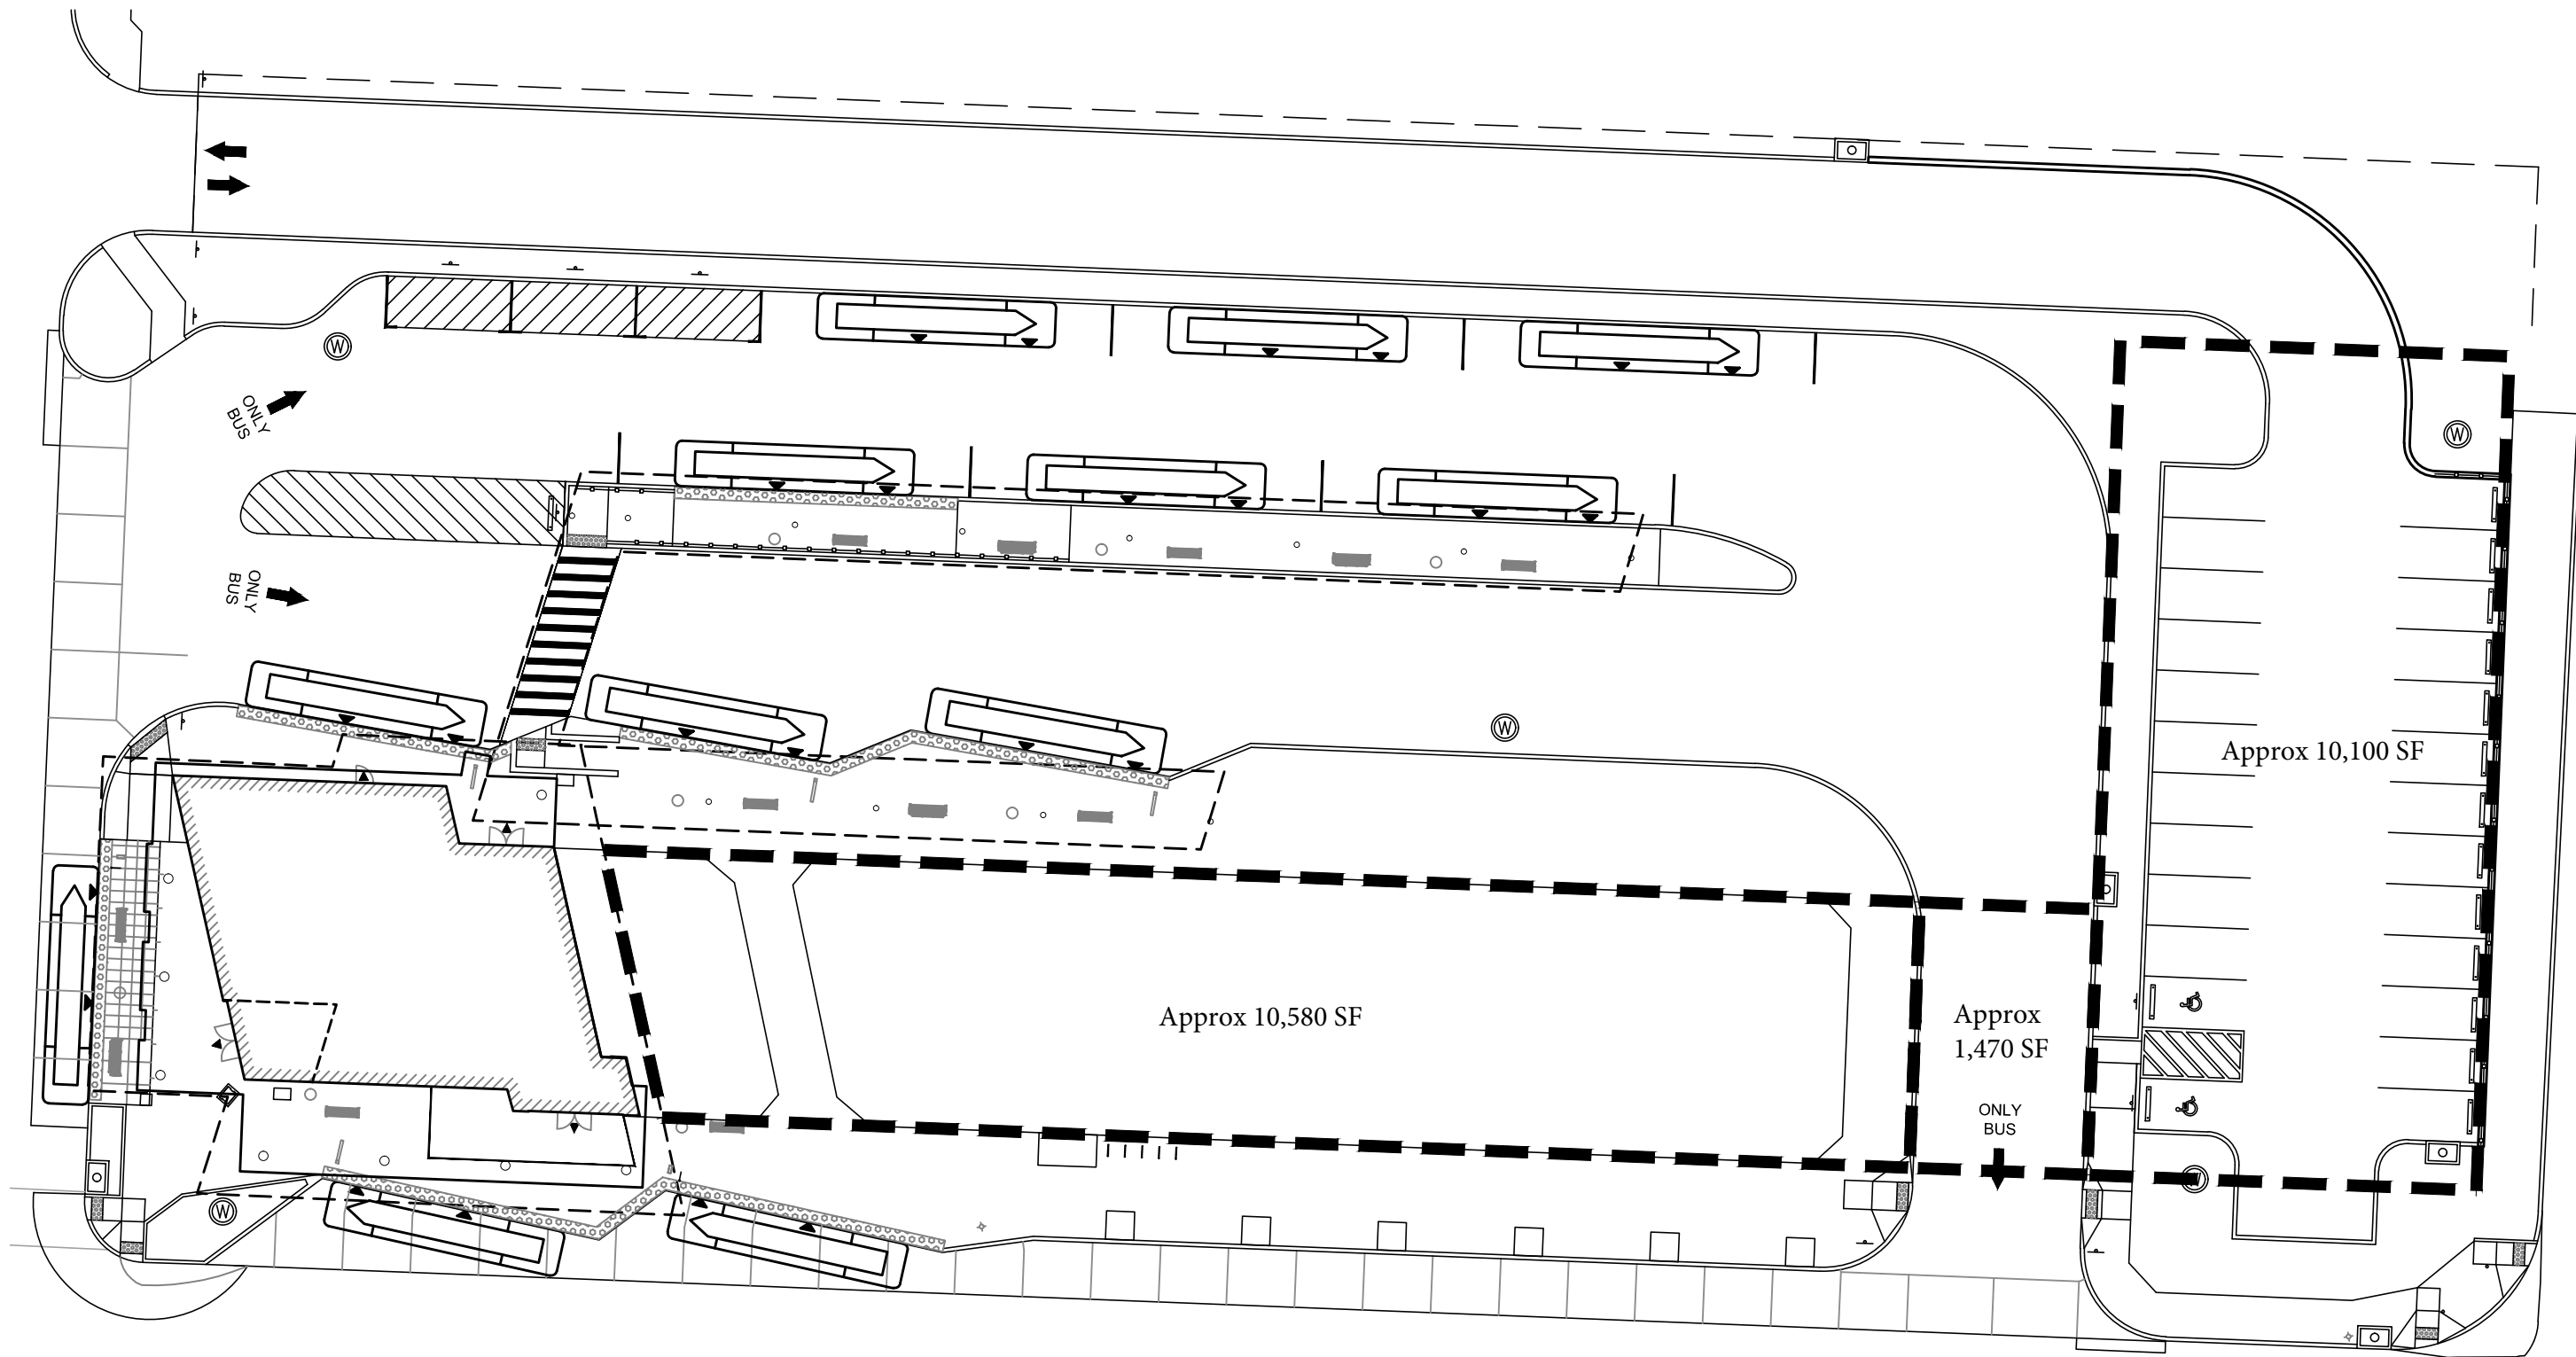 W
ONLY
BUS
W
ONLY
BUS
W
Approx 10,100 SF
Approx 10,580 SF
Approx
1,470 SF
ONLY
BUS
W
W